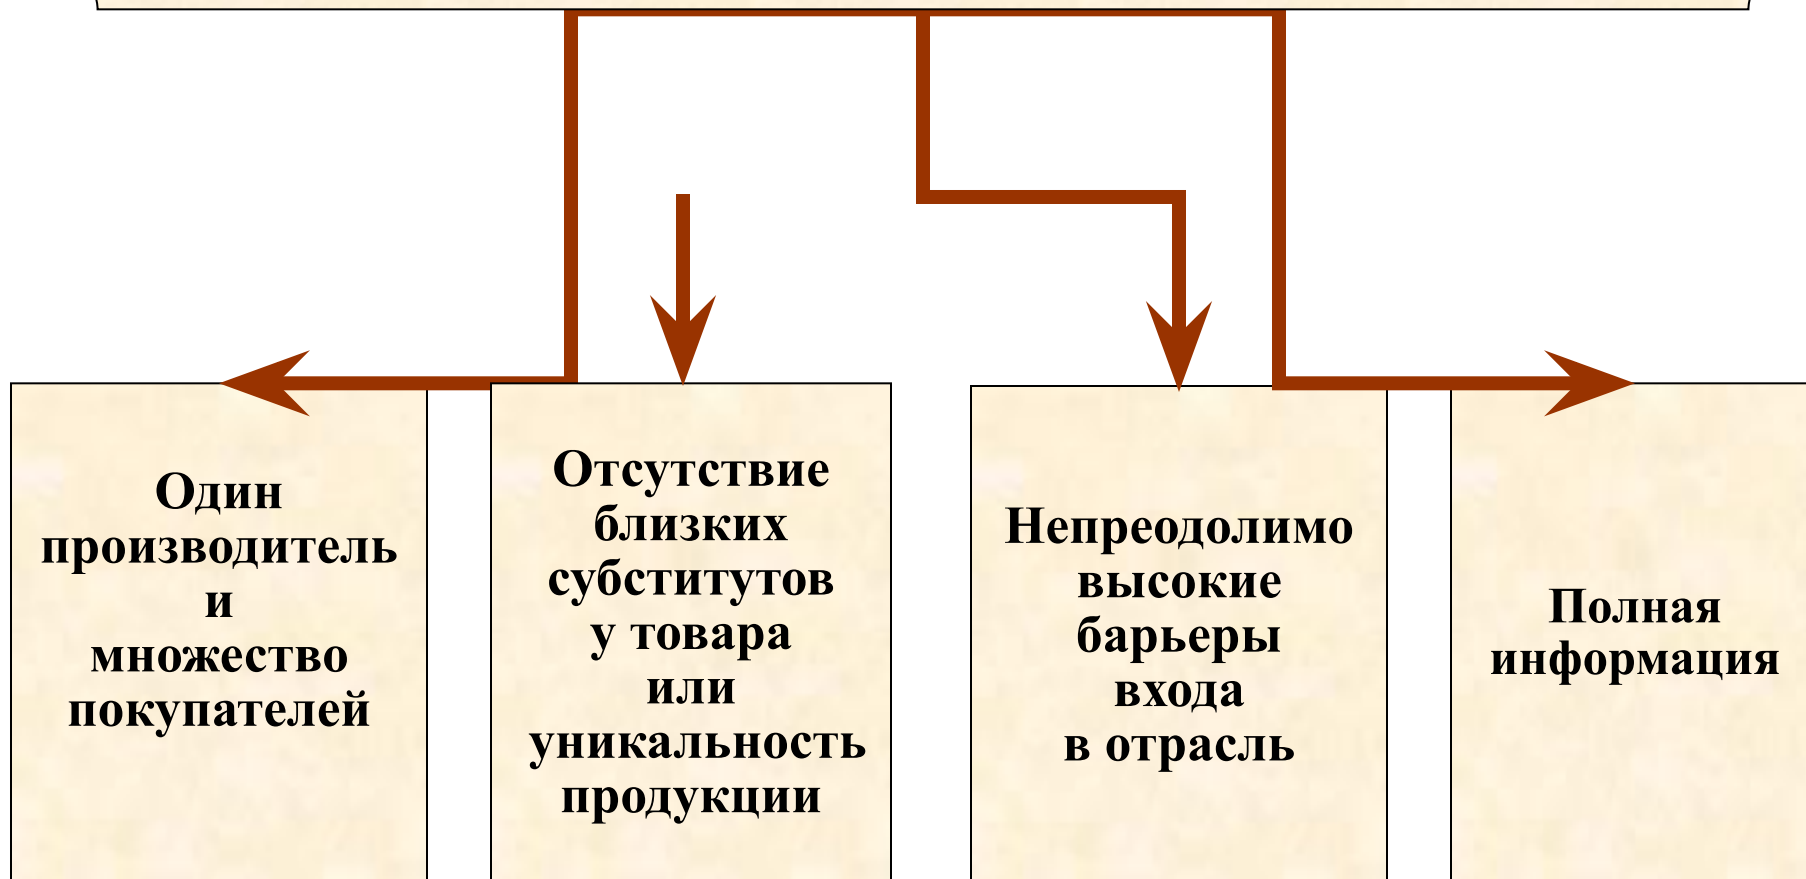 Один
производитель
и
множество
покупателей
Отсутствие
близких
субститутов
у товара
или
уникальность
продукции
Непреодолимо
высокие
барьеры
входа
в отрасль
Полная
информация